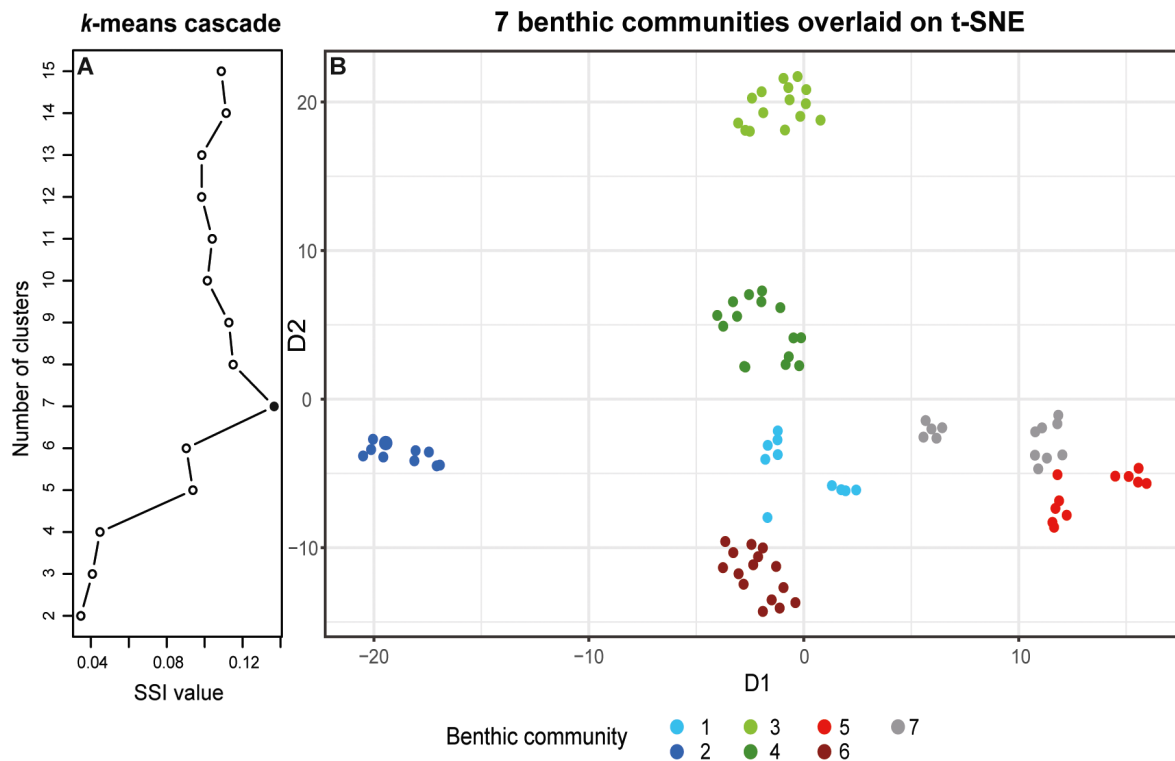 k-means cascade
7 benthic communities overlaid on t-SNE
A
15
14
13
12
11
10
9
8
7
6
5
4
3
2
Number of clusters
0.04 0.08 0.12
SSI value
B
20
10
0
−10
D2
−20 −10 0 10
D1
Benthic community
1 3 5 7
2 4 6